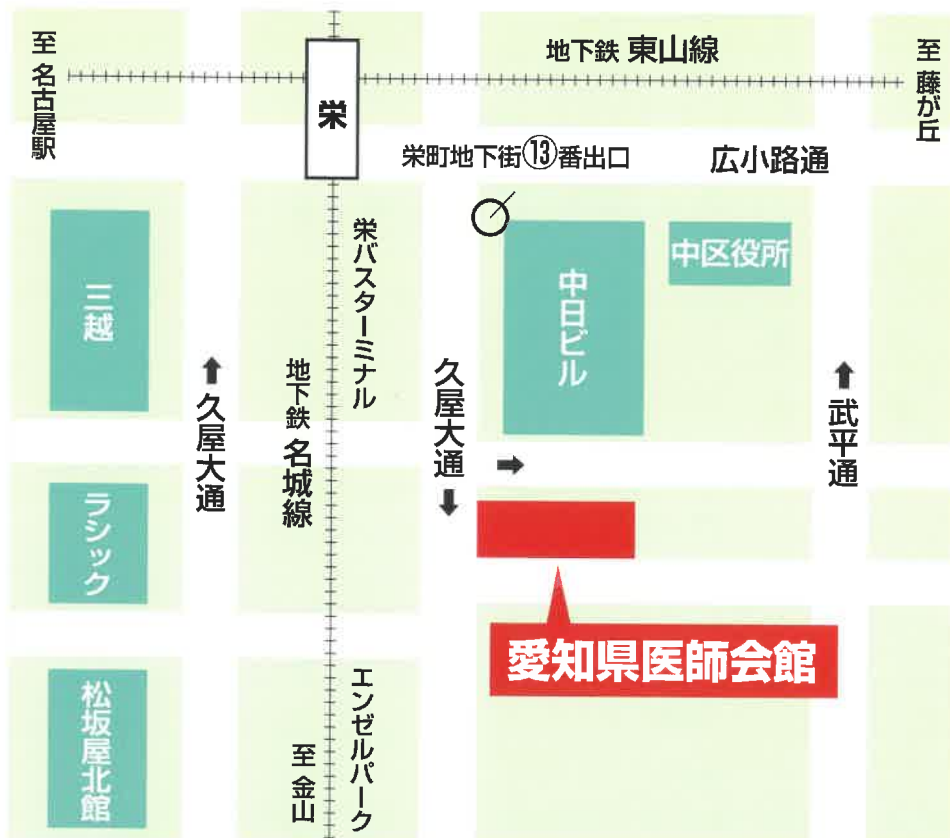 至 名古屋駅
栄
地下鉄 東山線
至 藤が丘
栄町地下街⑬番出口
広小路通
三越
栄バスターミナル
中日ビル
中区役所
久屋大通
地下鉄 名城線
久屋大通
武平通
ラシック
愛知県医師会館
松坂屋北館
エンゼルパーク
至 金山